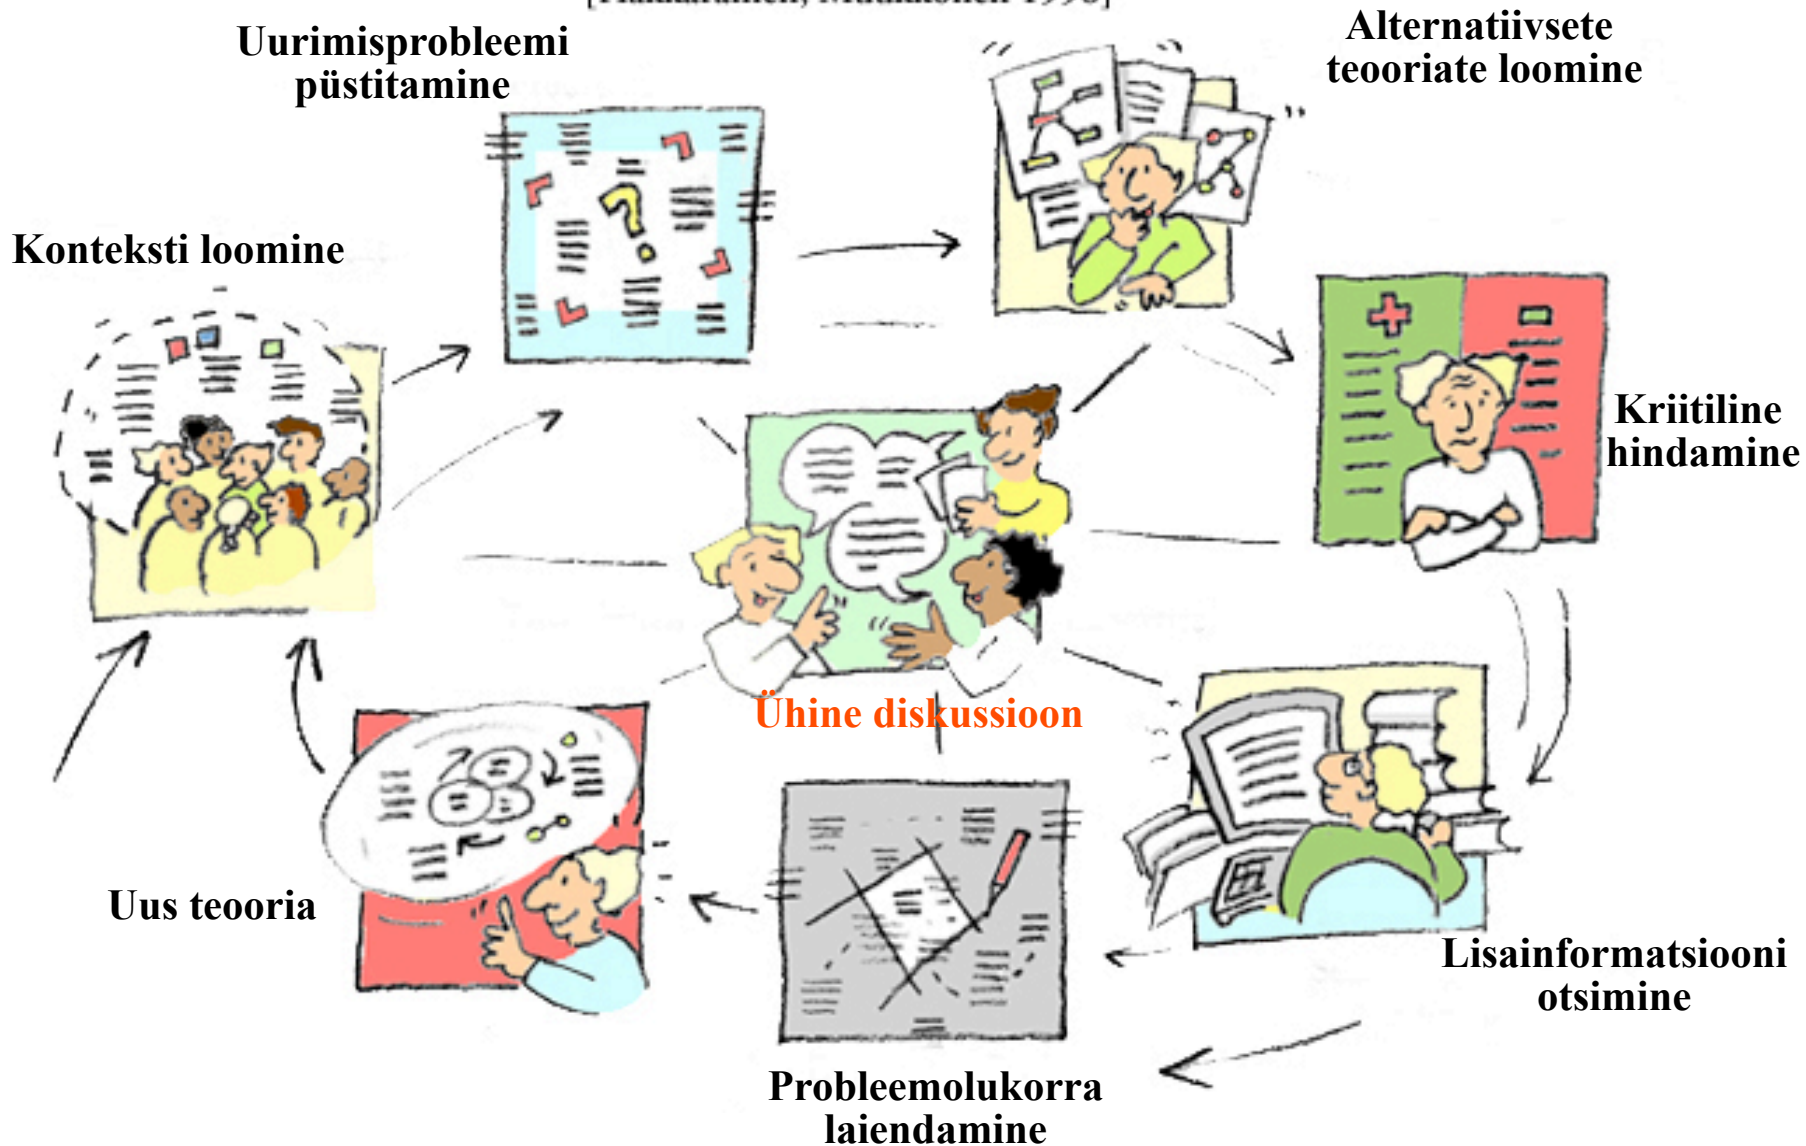 Uurimisprobleemi
püstitamine
Alternatiivsete
teooriate loomine
Konteksti loomine
Kriitiline
hindamine
Ühine diskussioon
Uus teooria
Lisainformatsiooni
otsimine
Probleemolukorra
laiendamine